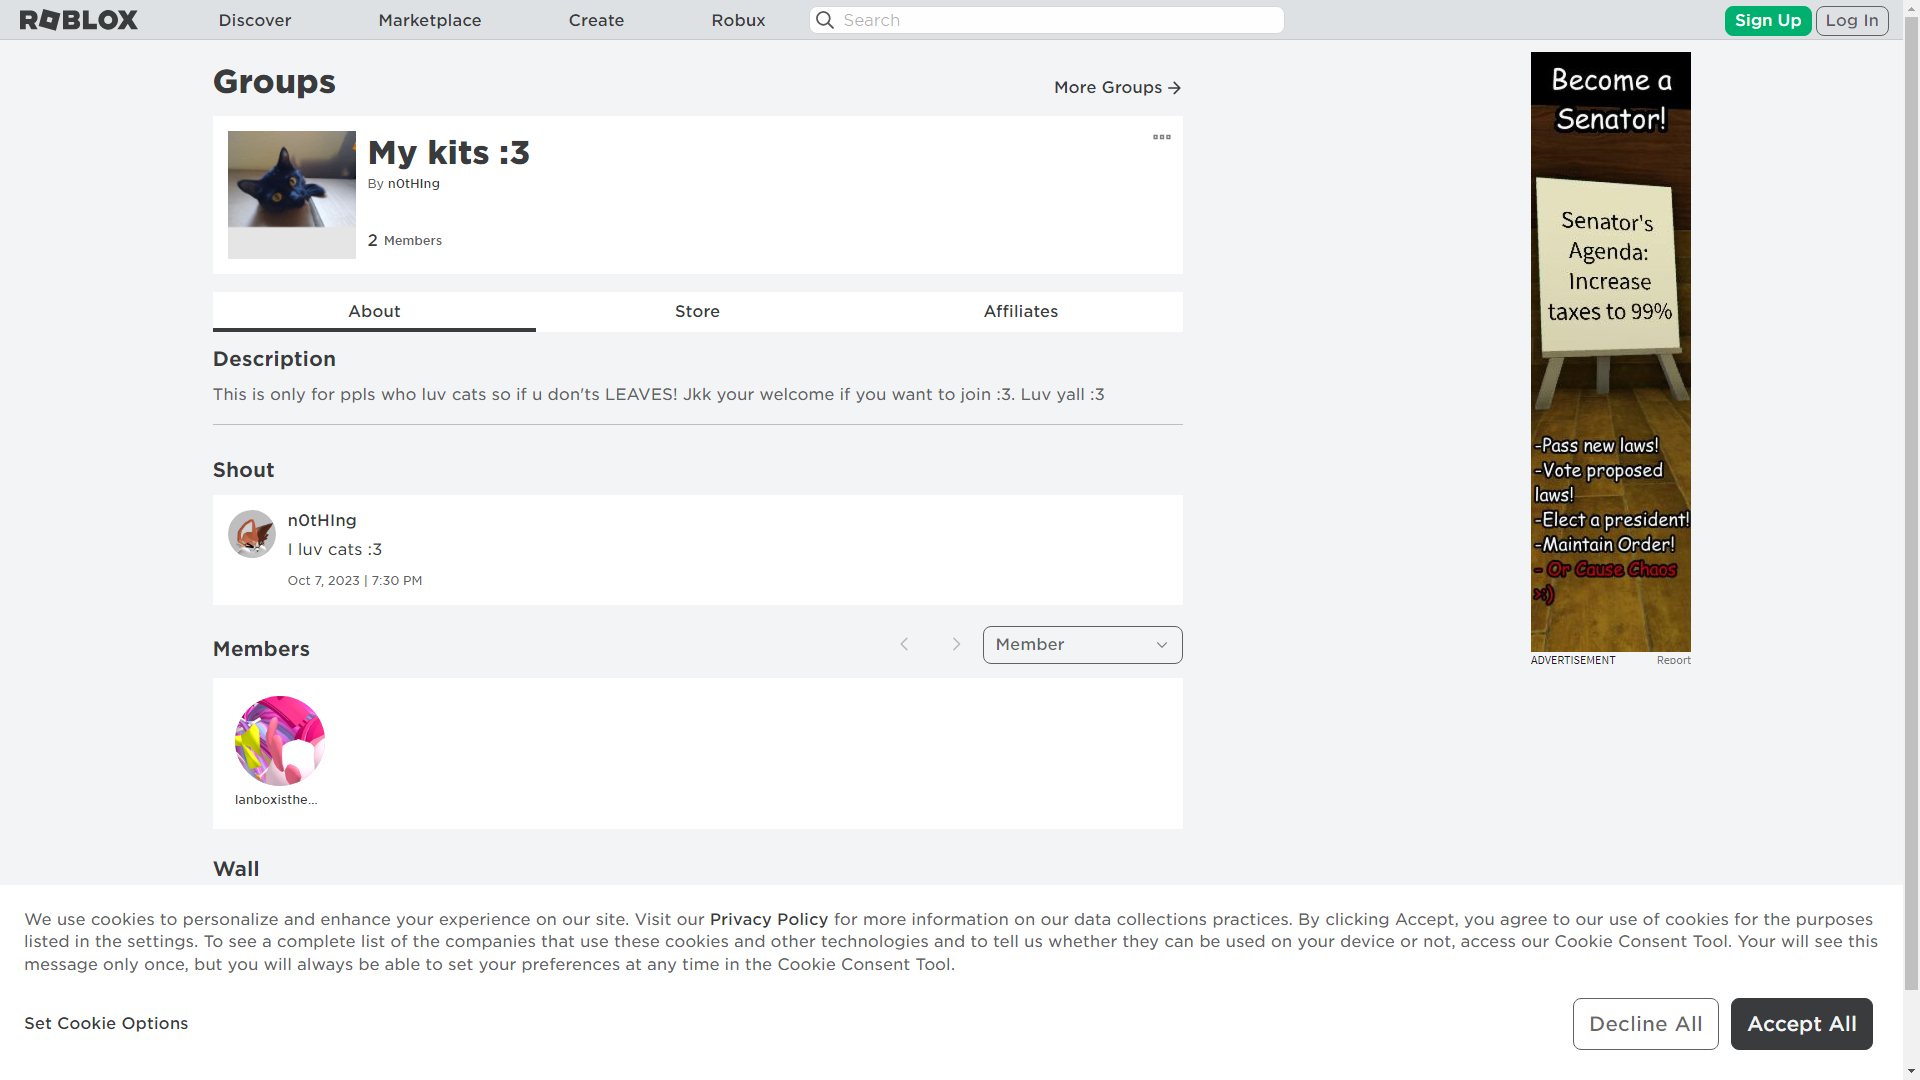 ROBLOX
Discover
Marketplace
Create
Robux
Search
Sign Up
Log In
Groups
More Groups
My kits :3
By n0tHIng
2 Members
About
Store
Affiliates
Description
This is only for ppls who luv cats so if u don'ts LEAVES! Jkk your welcome if you want to join :3. Luv yall :3
Shout
n0tHIng
I luv cats :3
Oct 7, 2023 | 7:30 PM
Members
Member
lanboxisthe...
Wall
Become a
Senator!
Senator's
Agenda:
Increase
taxes to 99%
-Pass new laws!
-Vote proposed
laws!
-Elect a president!
-Maintain Order!
- Or Cause Chaos
>:)
ADVERTISEMENT
Report
We use cookies to personalize and enhance your experience on our site. Visit our Privacy Policy for more information on our data collections practices. By clicking Accept, you agree to our use of cookies for the purposes
listed in the settings. To see a complete list of the companies that use these cookies and other technologies and to tell us whether they can be used on your device or not, access our Cookie Consent Tool. Your will see this
message only once, but you will always be able to set your preferences at any time in the Cookie Consent Tool.
Set Cookie Options
Decline All
Accept All